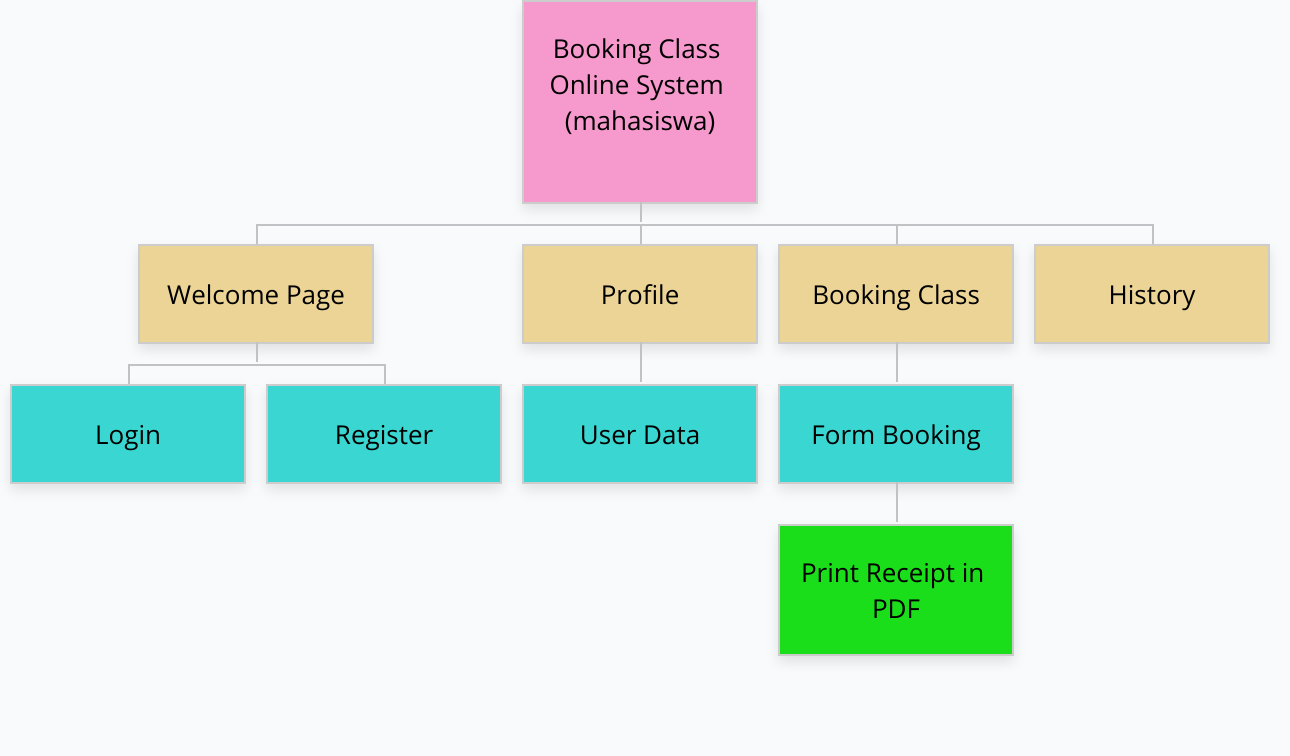 Booking Class
Online System
(mahasiswa)
Welcome Page
Profile
Booking Class
History
Login
Register
User Data
Form Booking
Print Receipt in
PDF